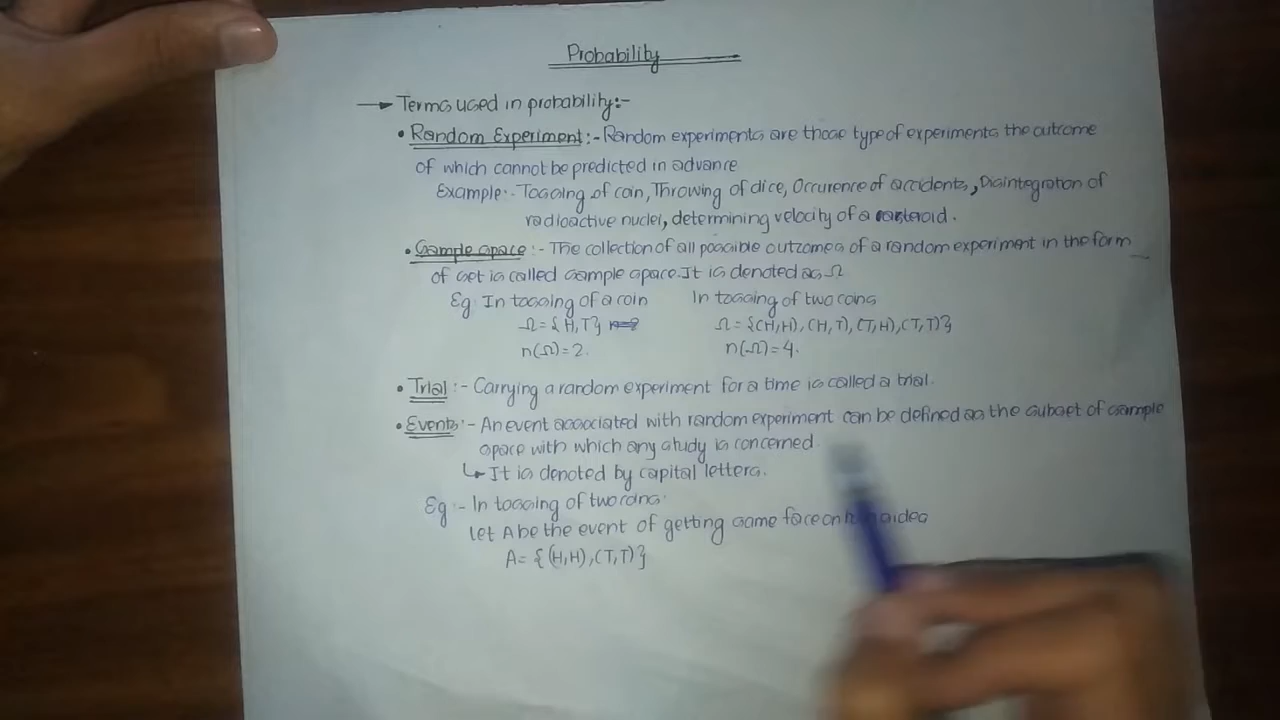 Probability
→ Terms used in probability:-
• Random Experiment:- Random experiments are those type of experiments the outcome
of which cannot be predicted in advance
Example:- Tossing of coin, Throwing of dice, Occurence of accidents, Disintegration of
radioactive nuclei, determining velocity of a asteroid.
• Sample space:- The collection of all possible outcomes of a random experiment in the form
of set is called sample space. It is denoted as Ω
Eg: In tossing of a coin In tossing of two coins
Ω = {H,T} Ω = {(H,H), (H,T), (T,H), (T,T)}
n(Ω) = 2. n(Ω) = 4.
• Trial:- Carrying a random experiment for a time is called a trial.
• Events:- An event associated with random experiment can be defined as the subset of sample
space with which any study is concerned.
↳ It is denoted by capital letters.
Eg:- In tossing of two coins.
Let A be the event of getting same face on sides
A = {(H,H), (T,T)}